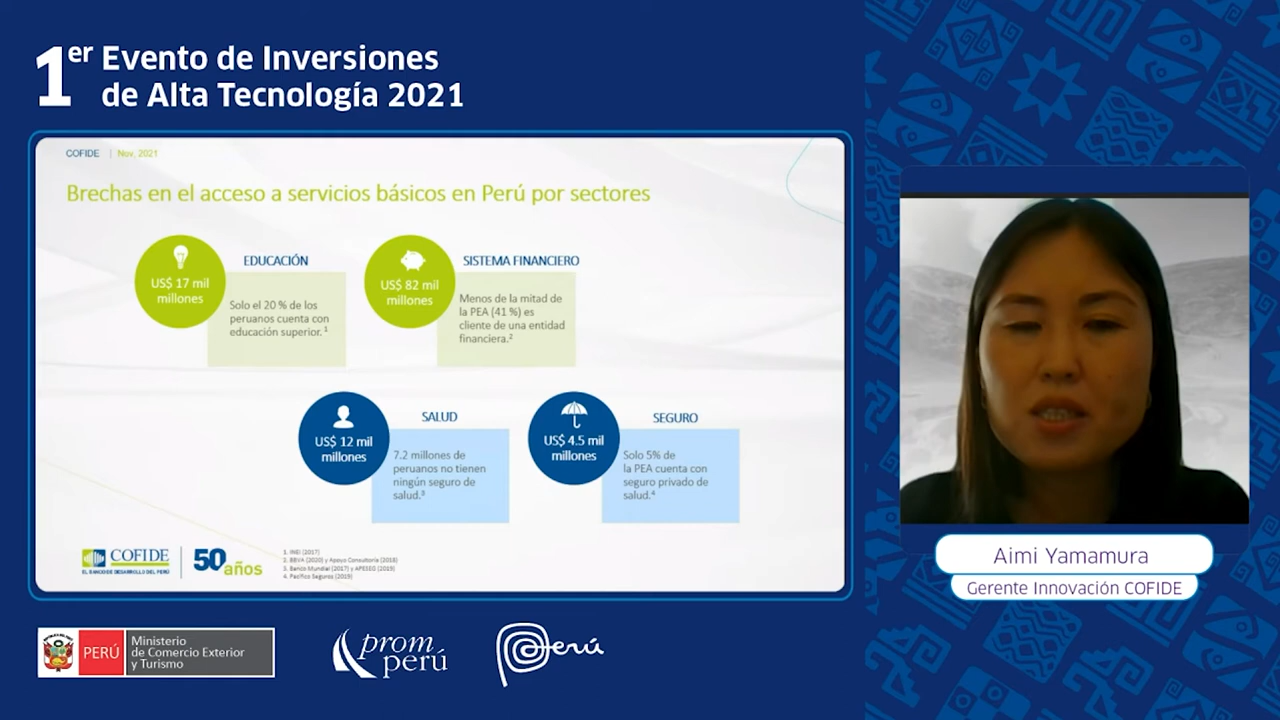 1er Evento de Inversiones
de Alta Tecnología 2021
COFIDE | Nov, 2021
Brechas en el acceso a servicios básicos en Perú por sectores
US$ 17 mil
millones
EDUCACIÓN
Solo el 20 % de los
peruanos cuenta con
educación superior.¹
US$ 82 mil
millones
SISTEMA FINANCIERO
Menos de la mitad de
la PEA (41 %) es
cliente de una entidad
financiera.²
US$ 12 mil
millones
SALUD
7.2 millones de
peruanos no tienen
ningún seguro de
salud.³
US$ 4.5 mil
millones
SEGURO
Solo 5% de
la PEA cuenta con
seguro privado de
salud.⁴
COFIDE
EL BANCO DE DESARROLLO DEL PERÚ
50 años
1. INEI (2017)
2. BBVA (2020) y Apoyo Consultoría (2018)
3. Banco Mundial (2017) y APESEG (2019)
4. Pacífico Seguros (2019)
Aimi Yamamura
Gerente Innovación COFIDE
PERÚ
Ministerio
de Comercio Exterior
y Turismo
prom
perú
Perú